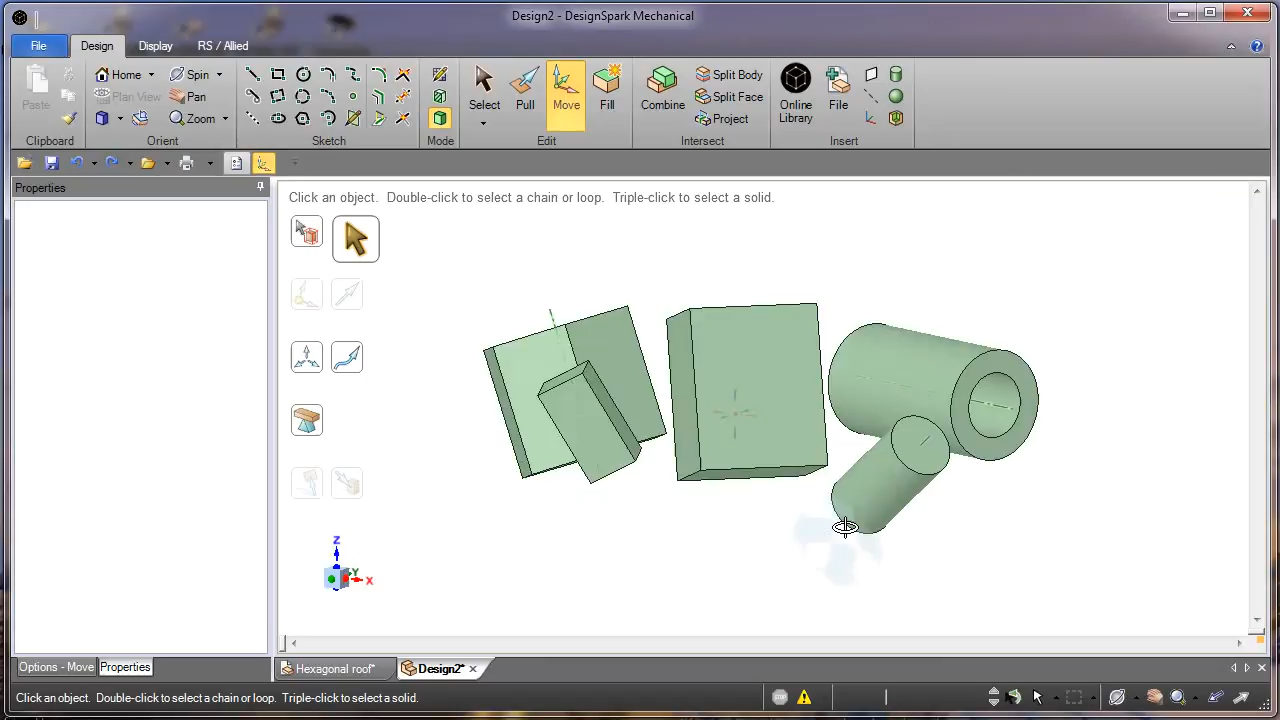 Design2 - DesignSpark Mechanical
File
Design
Display
RS / Allied
Paste
Clipboard
Home
Spin
Plan View
Pan
Zoom
Orient
Sketch
Mode
Select
Pull
Move
Fill
Edit
Combine
Split Body
Split Face
Project
Intersect
Online Library
File
Insert
Properties
Click an object. Double-click to select a chain or loop. Triple-click to select a solid.
Z
Y
X
Options - Move
Properties
Hexagonal roof*
Design2*
Click an object. Double-click to select a chain or loop. Triple-click to select a solid.